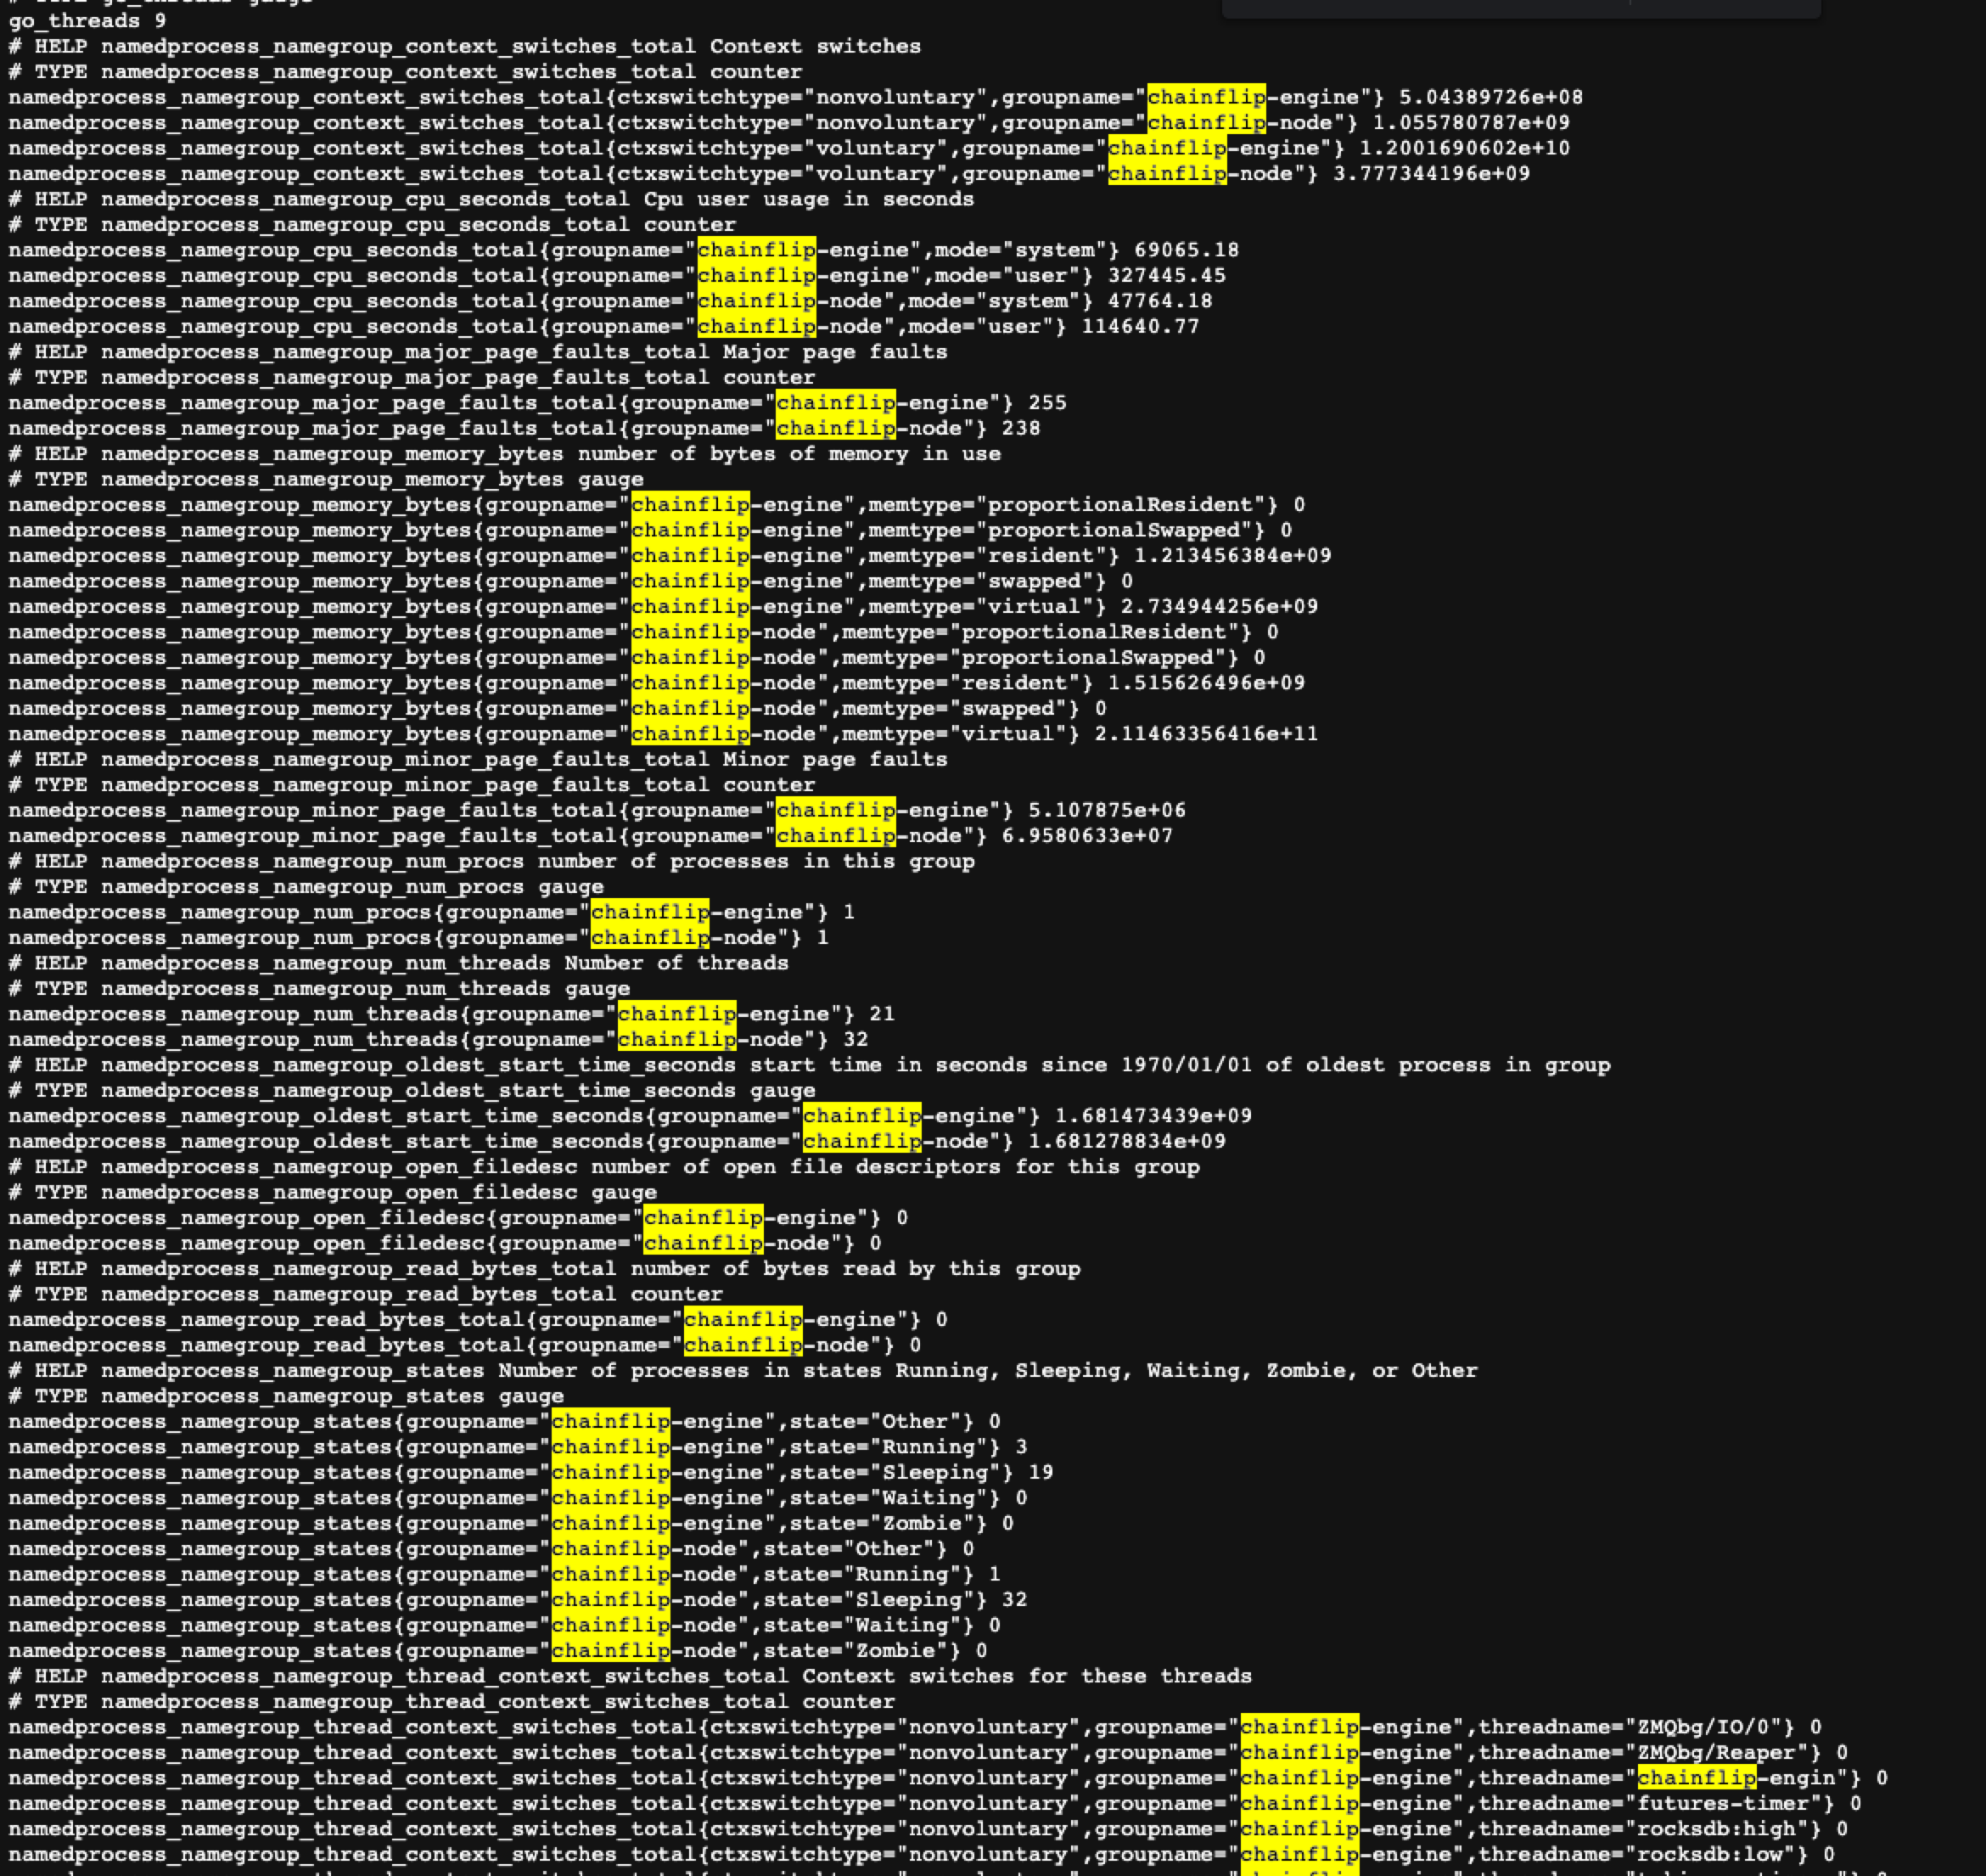 go_threads 9
# HELP namedprocess_namegroup_context_switches_total Context switches
# TYPE namedprocess_namegroup_context_switches_total counter
namedprocess_namegroup_context_switches_total{ctxswitchtype="nonvoluntary",groupname="chainflip-engine"} 5.04389726e+08
namedprocess_namegroup_context_switches_total{ctxswitchtype="nonvoluntary",groupname="chainflip-node"} 1.055780787e+09
namedprocess_namegroup_context_switches_total{ctxswitchtype="voluntary",groupname="chainflip-engine"} 1.2001690602e+10
namedprocess_namegroup_context_switches_total{ctxswitchtype="voluntary",groupname="chainflip-node"} 3.777344196e+09
# HELP namedprocess_namegroup_cpu_seconds_total Cpu user usage in seconds
# TYPE namedprocess_namegroup_cpu_seconds_total counter
namedprocess_namegroup_cpu_seconds_total{groupname="chainflip-engine",mode="system"} 69065.18
namedprocess_namegroup_cpu_seconds_total{groupname="chainflip-engine",mode="user"} 327445.45
namedprocess_namegroup_cpu_seconds_total{groupname="chainflip-node",mode="system"} 47764.18
namedprocess_namegroup_cpu_seconds_total{groupname="chainflip-node",mode="user"} 114640.77
# HELP namedprocess_namegroup_major_page_faults_total Major page faults
# TYPE namedprocess_namegroup_major_page_faults_total counter
namedprocess_namegroup_major_page_faults_total{groupname="chainflip-engine"} 255
namedprocess_namegroup_major_page_faults_total{groupname="chainflip-node"} 238
# HELP namedprocess_namegroup_memory_bytes number of bytes of memory in use
# TYPE namedprocess_namegroup_memory_bytes gauge
namedprocess_namegroup_memory_bytes{groupname="chainflip-engine",memtype="proportionalResident"} 0
namedprocess_namegroup_memory_bytes{groupname="chainflip-engine",memtype="proportionalSwapped"} 0
namedprocess_namegroup_memory_bytes{groupname="chainflip-engine",memtype="resident"} 1.213456384e+09
namedprocess_namegroup_memory_bytes{groupname="chainflip-engine",memtype="swapped"} 0
namedprocess_namegroup_memory_bytes{groupname="chainflip-engine",memtype="virtual"} 2.734944256e+09
namedprocess_namegroup_memory_bytes{groupname="chainflip-node",memtype="proportionalResident"} 0
namedprocess_namegroup_memory_bytes{groupname="chainflip-node",memtype="proportionalSwapped"} 0
namedprocess_namegroup_memory_bytes{groupname="chainflip-node",memtype="resident"} 1.515626496e+09
namedprocess_namegroup_memory_bytes{groupname="chainflip-node",memtype="swapped"} 0
namedprocess_namegroup_memory_bytes{groupname="chainflip-node",memtype="virtual"} 2.11463356416e+11
# HELP namedprocess_namegroup_minor_page_faults_total Minor page faults
# TYPE namedprocess_namegroup_minor_page_faults_total counter
namedprocess_namegroup_minor_page_faults_total{groupname="chainflip-engine"} 5.107875e+06
namedprocess_namegroup_minor_page_faults_total{groupname="chainflip-node"} 6.9580633e+07
# HELP namedprocess_namegroup_num_procs number of processes in this group
# TYPE namedprocess_namegroup_num_procs gauge
namedprocess_namegroup_num_procs{groupname="chainflip-engine"} 1
namedprocess_namegroup_num_procs{groupname="chainflip-node"} 1
# HELP namedprocess_namegroup_num_threads Number of threads
# TYPE namedprocess_namegroup_num_threads gauge
namedprocess_namegroup_num_threads{groupname="chainflip-engine"} 21
namedprocess_namegroup_num_threads{groupname="chainflip-node"} 32
# HELP namedprocess_namegroup_oldest_start_time_seconds start time in seconds since 1970/01/01 of oldest process in group
# TYPE namedprocess_namegroup_oldest_start_time_seconds gauge
namedprocess_namegroup_oldest_start_time_seconds{groupname="chainflip-engine"} 1.681473439e+09
namedprocess_namegroup_oldest_start_time_seconds{groupname="chainflip-node"} 1.681278834e+09
# HELP namedprocess_namegroup_open_filedesc number of open file descriptors for this group
# TYPE namedprocess_namegroup_open_filedesc gauge
namedprocess_namegroup_open_filedesc{groupname="chainflip-engine"} 0
namedprocess_namegroup_open_filedesc{groupname="chainflip-node"} 0
# HELP namedprocess_namegroup_read_bytes_total number of bytes read by this group
# TYPE namedprocess_namegroup_read_bytes_total counter
namedprocess_namegroup_read_bytes_total{groupname="chainflip-engine"} 0
namedprocess_namegroup_read_bytes_total{groupname="chainflip-node"} 0
# HELP namedprocess_namegroup_states Number of processes in states Running, Sleeping, Waiting, Zombie, or Other
# TYPE namedprocess_namegroup_states gauge
namedprocess_namegroup_states{groupname="chainflip-engine",state="Other"} 0
namedprocess_namegroup_states{groupname="chainflip-engine",state="Running"} 3
namedprocess_namegroup_states{groupname="chainflip-engine",state="Sleeping"} 19
namedprocess_namegroup_states{groupname="chainflip-engine",state="Waiting"} 0
namedprocess_namegroup_states{groupname="chainflip-engine",state="Zombie"} 0
namedprocess_namegroup_states{groupname="chainflip-node",state="Other"} 0
namedprocess_namegroup_states{groupname="chainflip-node",state="Running"} 1
namedprocess_namegroup_states{groupname="chainflip-node",state="Sleeping"} 32
namedprocess_namegroup_states{groupname="chainflip-node",state="Waiting"} 0
namedprocess_namegroup_states{groupname="chainflip-node",state="Zombie"} 0
# HELP namedprocess_namegroup_thread_context_switches_total Context switches for these threads
# TYPE namedprocess_namegroup_thread_context_switches_total counter
namedprocess_namegroup_thread_context_switches_total{ctxswitchtype="nonvoluntary",groupname="chainflip-engine",threadname="ZMQbg/IO/0"} 0
namedprocess_namegroup_thread_context_switches_total{ctxswitchtype="nonvoluntary",groupname="chainflip-engine",threadname="ZMQbg/Reaper"} 0
namedprocess_namegroup_thread_context_switches_total{ctxswitchtype="nonvoluntary",groupname="chainflip-engine",threadname="chainflip-engin"} 0
namedprocess_namegroup_thread_context_switches_total{ctxswitchtype="nonvoluntary",groupname="chainflip-engine",threadname="futures-timer"} 0
namedprocess_namegroup_thread_context_switches_total{ctxswitchtype="nonvoluntary",groupname="chainflip-engine",threadname="rocksdb:high"} 0
namedprocess_namegroup_thread_context_switches_total{ctxswitchtype="nonvoluntary",groupname="chainflip-engine",threadname="rocksdb:low"} 0